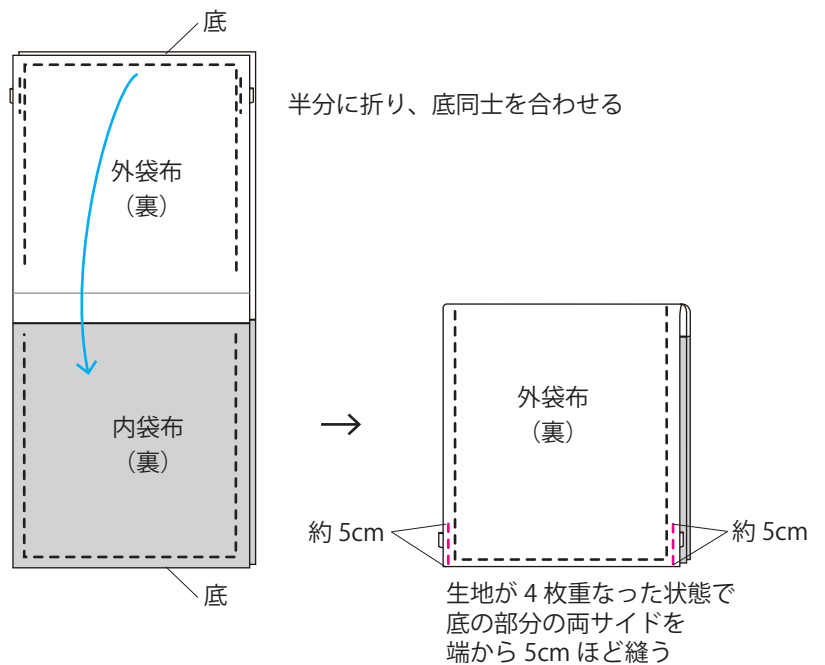 底
半分に折り、底同士を合わせる
外袋布
（裏）
内袋布
（裏）
底
外袋布
（裏）
約 5cm
約 5cm
生地が 4 枚重なった状態で
底の部分の両サイドを
端から 5cm ほど縫う